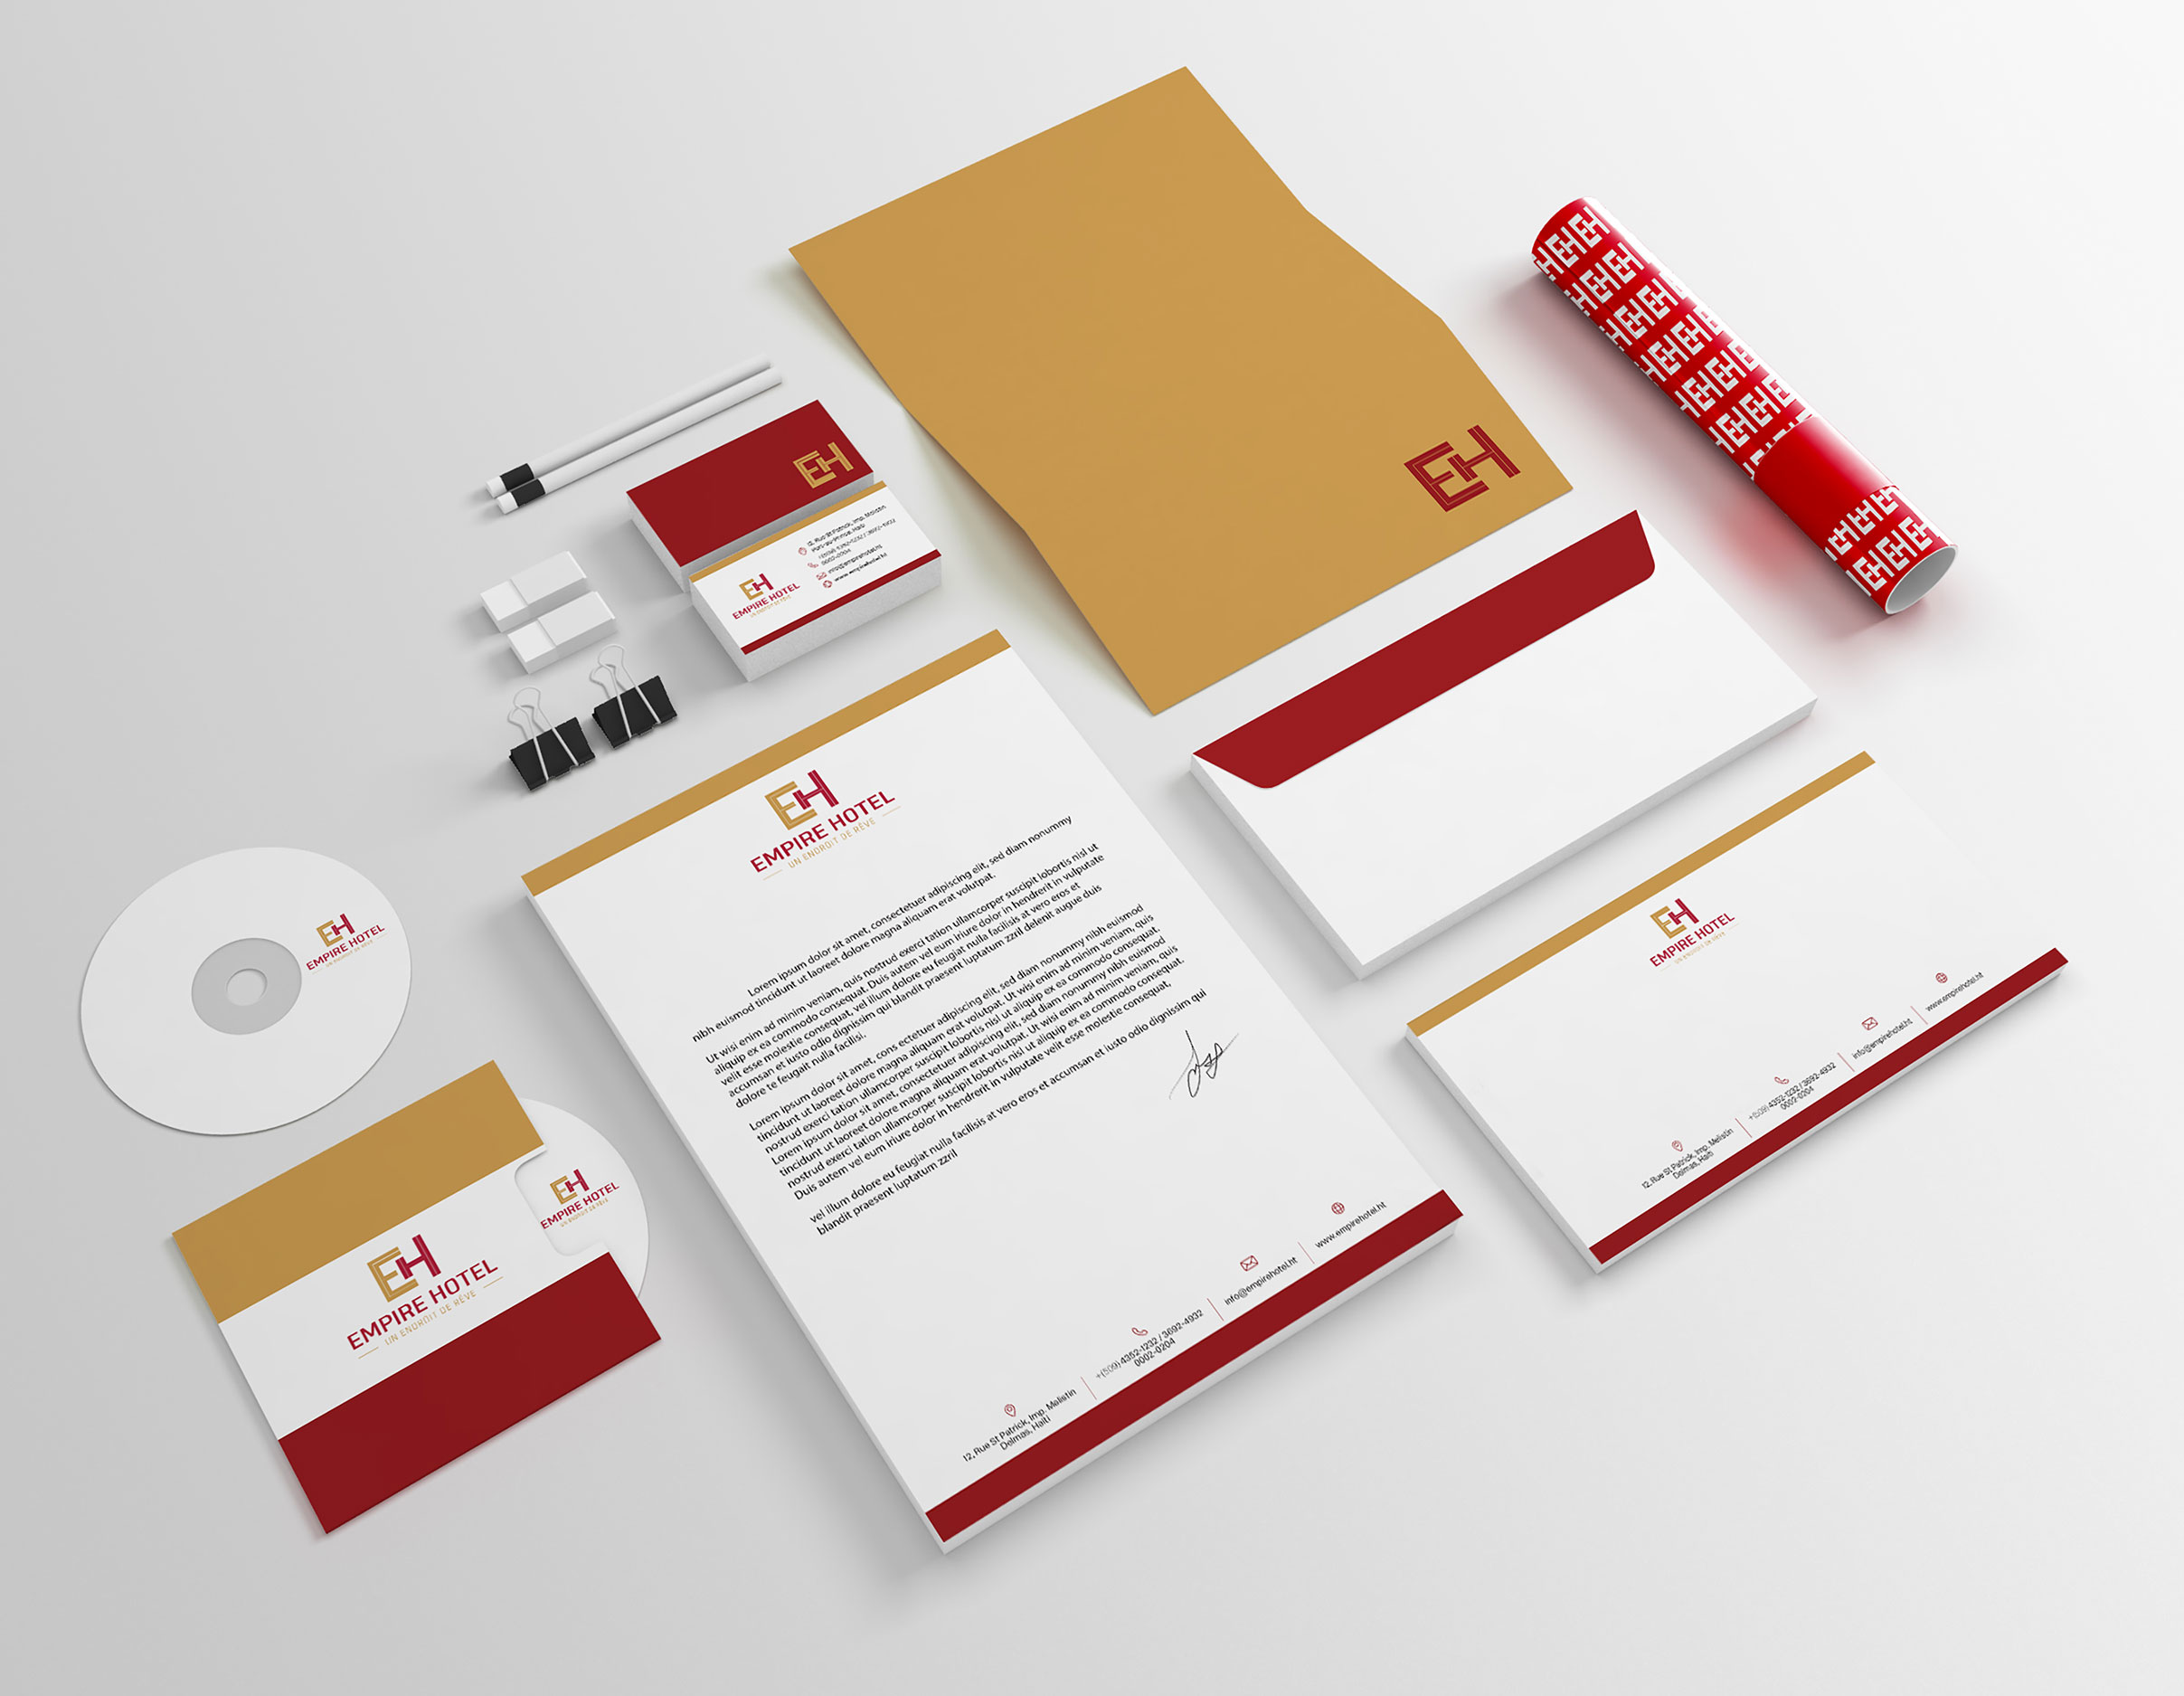 EH
EH
EH
EMPIRE HOTEL
UN ENDROIT DE RÊVE
12, Rue St Patrick, Imp. Melistin
Port-au-Prince, Haiti
info@empirehotel.ht
www.empirehotel.ht
EH
EMPIRE HOTEL
UN ENDROIT DE RÊVE
Lorem ipsum dolor sit amet, consectetuer adipiscing elit, sed diam nonummy
nibh euismod tincidunt ut laoreet dolore magna aliquam erat volutpat.
Ut wisi enim ad minim veniam, quis nostrud exerci tation ullamcorper suscipit lobortis nisl ut
aliquip ex ea commodo consequat. Duis autem vel eum iriure dolor in hendrerit in vulputate
velit esse molestie consequat, vel illum dolore eu feugiat nulla facilisis at vero eros et
accumsan et iusto odio dignissim qui blandit praesent luptatum zzril delenit augue duis
dolore te feugait nulla facilisi.
Lorem ipsum dolor sit amet, cons ectetuer adipiscing elit, sed diam nonummy nibh euismod
tincidunt ut laoreet dolore magna aliquam erat volutpat. Ut wisi enim ad minim veniam, quis
nostrud exerci tation ullamcorper suscipit lobortis nisl ut aliquip ex ea commodo consequat.
Lorem ipsum dolor sit amet, consectetuer adipiscing elit, sed diam nonummy nibh euismod
tincidunt ut laoreet dolore magna aliquam erat volutpat. Ut wisi enim ad minim veniam, quis
nostrud exerci tation ullamcorper suscipit lobortis nisl ut aliquip ex ea commodo consequat.
Duis autem vel eum iriure dolor in hendrerit in vulputate velit esse molestie consequat,
vel illum dolore eu feugiat nulla facilisis at vero eros et accumsan et iusto odio dignissim qui
blandit praesent luptatum zzril
12, Rue St Patrick, Imp. Melistin
Delmas, Haiti
+(509) 4352-1232 / 3692-4932
0002-0204
info@empirehotel.ht
www.empirehotel.ht
EH
EMPIRE HOTEL
UN ENDROIT DE RÊVE
12, Rue St Patrick, Imp. Melistin
Delmas, Haiti
+(509) 4352-1232 / 3692-4932
0002-0204
info@empirehotel.ht
www.empirehotel.ht
EH
EMPIRE HOTEL
UN ENDROIT DE RÊVE
EH
EMPIRE HOTEL
UN ENDROIT DE RÊVE
EH
EMPIRE HOTEL
UN ENDROIT DE RÊVE